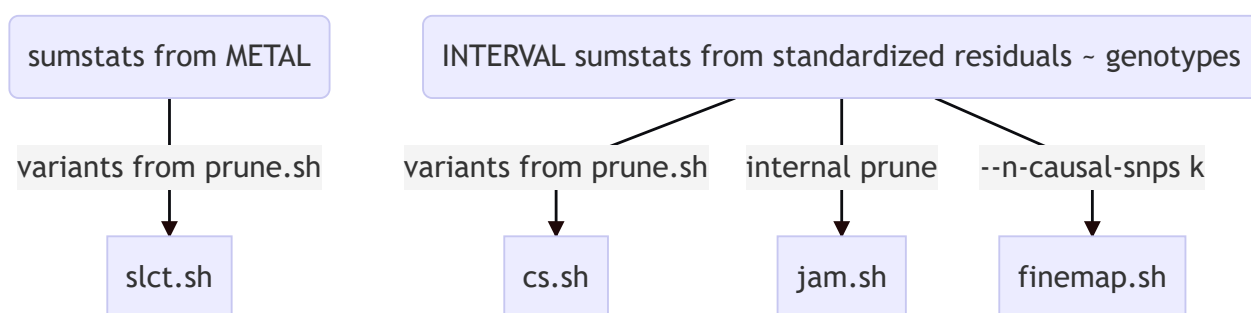 sumstats from METAL
INTERVAL sumstats from standardized residuals ~ genotypes
variants from prune.sh
variants from prune.sh
internal prune
--n-causal-snps k
slct.sh
cs.sh
jam.sh
finemap.sh